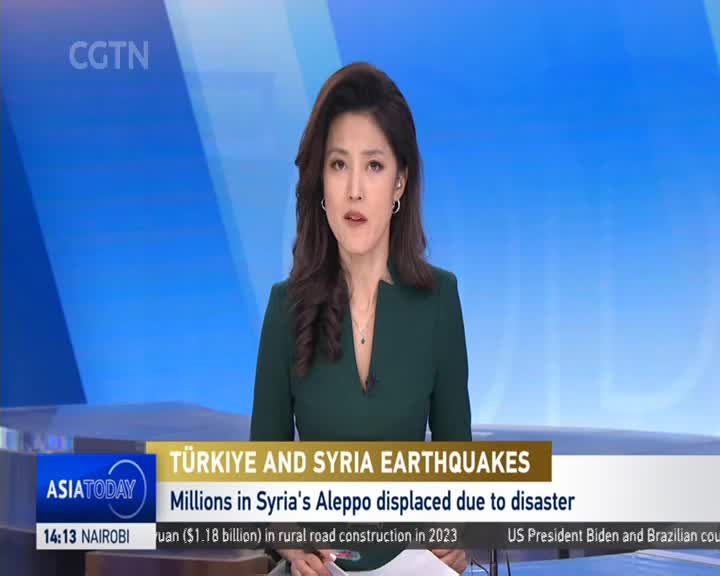 CGTN
TÜRKIYE AND SYRIA EARTHQUAKES
ASIA TODAY
Millions in Syria's Aleppo displaced due to disaster
14:13 NAIROBI
yuan ($1.18 billion) in rural road construction in 2023 US President Biden and Brazilian cou